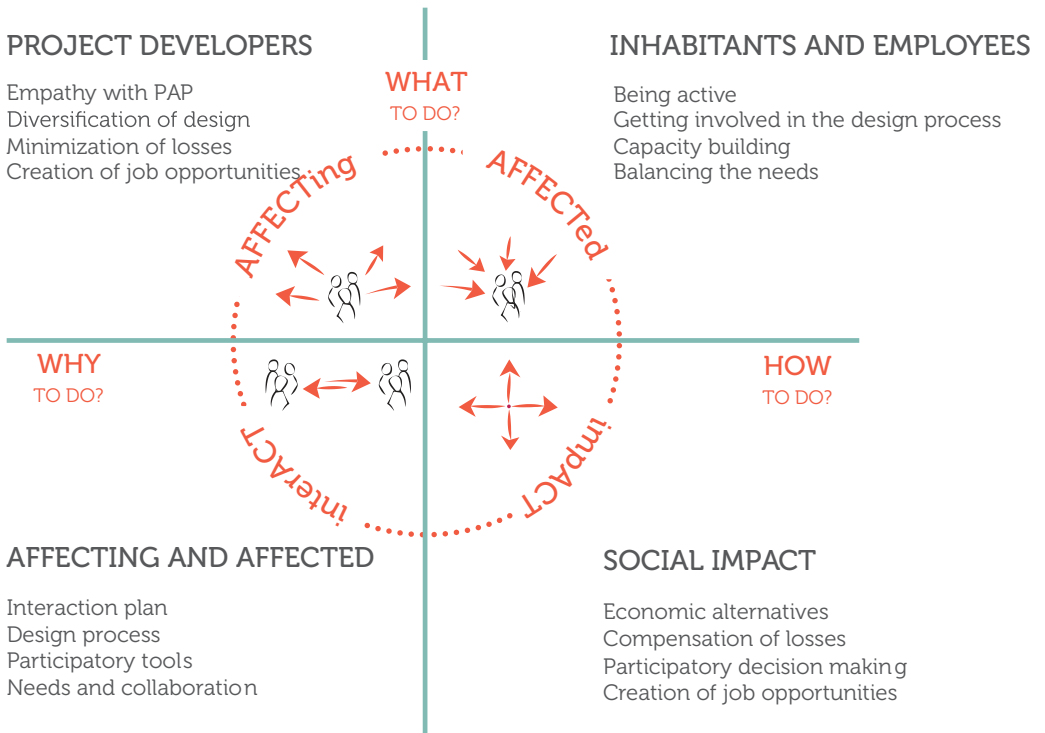 PROJECT DEVELOPERS
Empathy with PAP
Diversification of design
Minimization of losses
Creation of job opportunities
WHAT
TO DO?
INHABITANTS AND EMPLOYEES
Being active
Getting involved in the design process
Capacity building
Balancing the needs
AFFECTing
AFFECTed
WHY
TO DO?
HOW
TO DO?
interACT
impACT
AFFECTING AND AFFECTED
Interaction plan
Design process
Participatory tools
Needs and collaboration
SOCIAL IMPACT
Economic alternatives
Compensation of losses
Participatory decision making
Creation of job opportunities